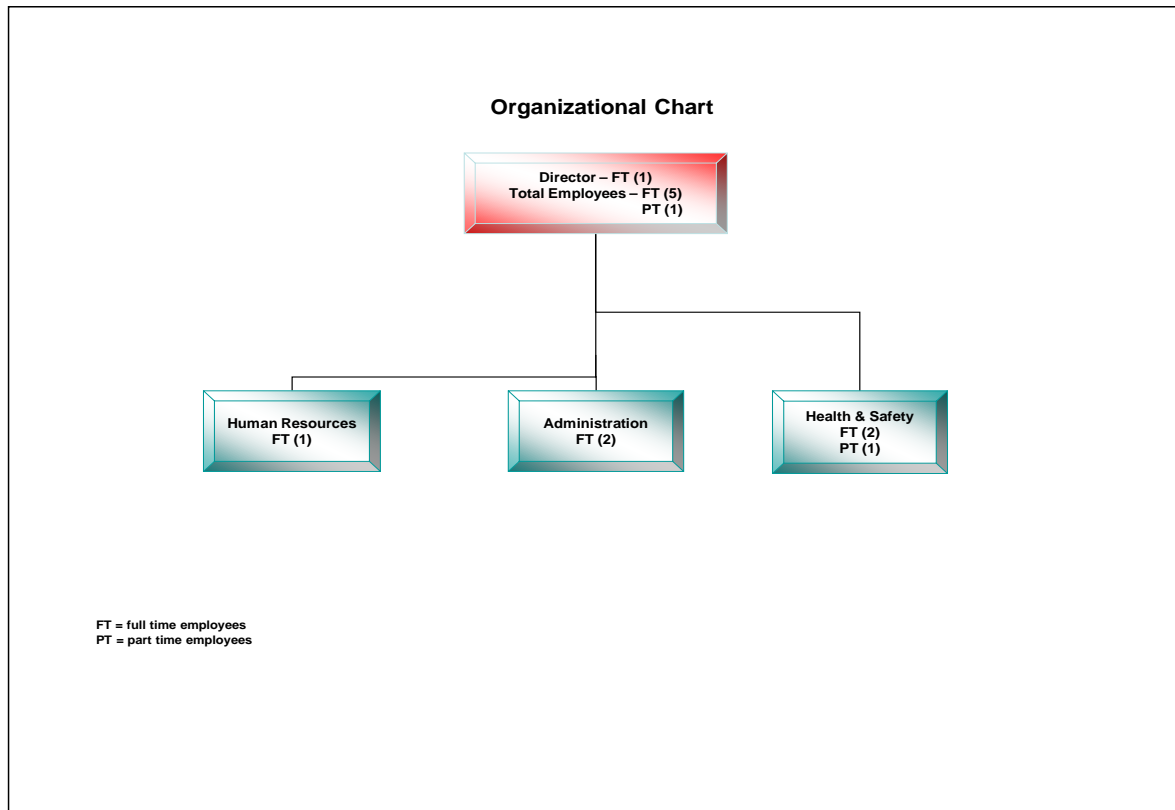 Organizational Chart
Director – FT (1)
Total Employees – FT (5)
PT (1)
Human Resources
FT (1)
Administration
FT (2)
Health & Safety
FT (2)
PT (1)
FT = full time employees
PT = part time employees